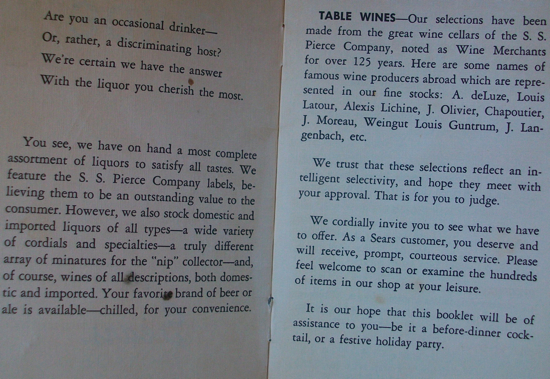 Are you an occasional drinker—
Or, rather, a discriminating host?
We're certain we have the answer
With the liquor you cherish the most.
You see, we have on hand a most complete
assortment of liquors to satisfy all tastes. We
feature the S. S. Pierce Company labels, be-
lieving them to be an outstanding value to the
consumer. However, we also stock domestic and
imported liquors of all types—a wide variety
of cordials and specialties—a truly different
array of minatures for the "nip" collector—and,
of course, wines of all descriptions, both domes-
tic and imported. Your favorite brand of beer or
ale is available—chilled, for your convenience.
TABLE WINES—Our selections have been
made from the great wine cellars of the S. S.
Pierce Company, noted as Wine Merchants
for over 125 years. Here are some names of
famous wine producers abroad which are repre-
sented in our fine stocks: A. deLuze, Louis
Latour, Alexis Lichine, J. Olivier, Chapoutier,
J. Moreau, Weingut Louis Guntrum, J. Lan-
genbach, etc.
We trust that these selections reflect an in-
telligent selectivity, and hope they meet with
your approval. That is for you to judge.
We cordially invite you to see what we have
to offer. As a Sears customer, you deserve and
will receive, prompt, courteous service. Please
feel welcome to scan or examine the hundreds
of items in our shop at your leisure.
It is our hope that this booklet will be of
assistance to you—be it a before-dinner cock-
tail, or a festive holiday party.